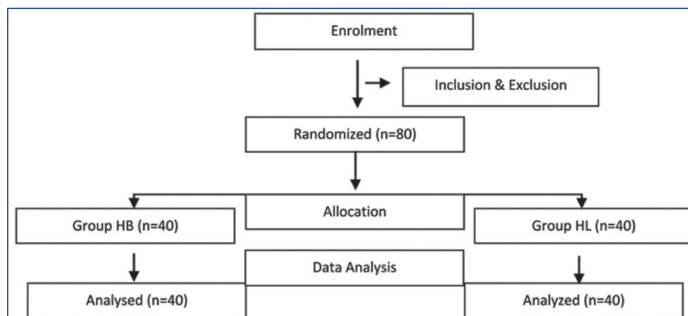 Enrolment
Inclusion & Exclusion
Randomized (n=80)
Allocation
Group HB (n=40)
Group HL (n=40)
Data Analysis
Analysed (n=40)
Analyzed (n=40)